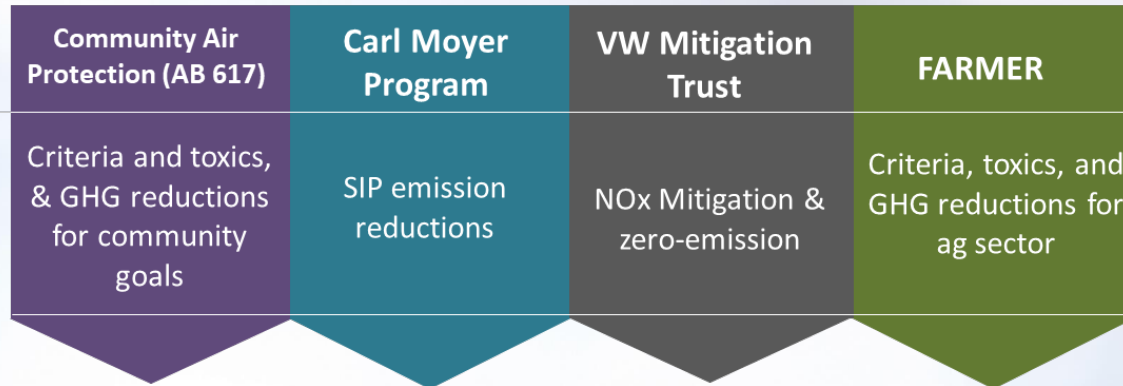 Community Air
Protection (AB 617)
Criteria and toxics,
& GHG reductions
for community
goals
Carl Moyer
Program
SIP emission
reductions
VW Mitigation
Trust
NOx Mitigation &
zero-emission
FARMER
Criteria, toxics, and
GHG reductions for
ag sector